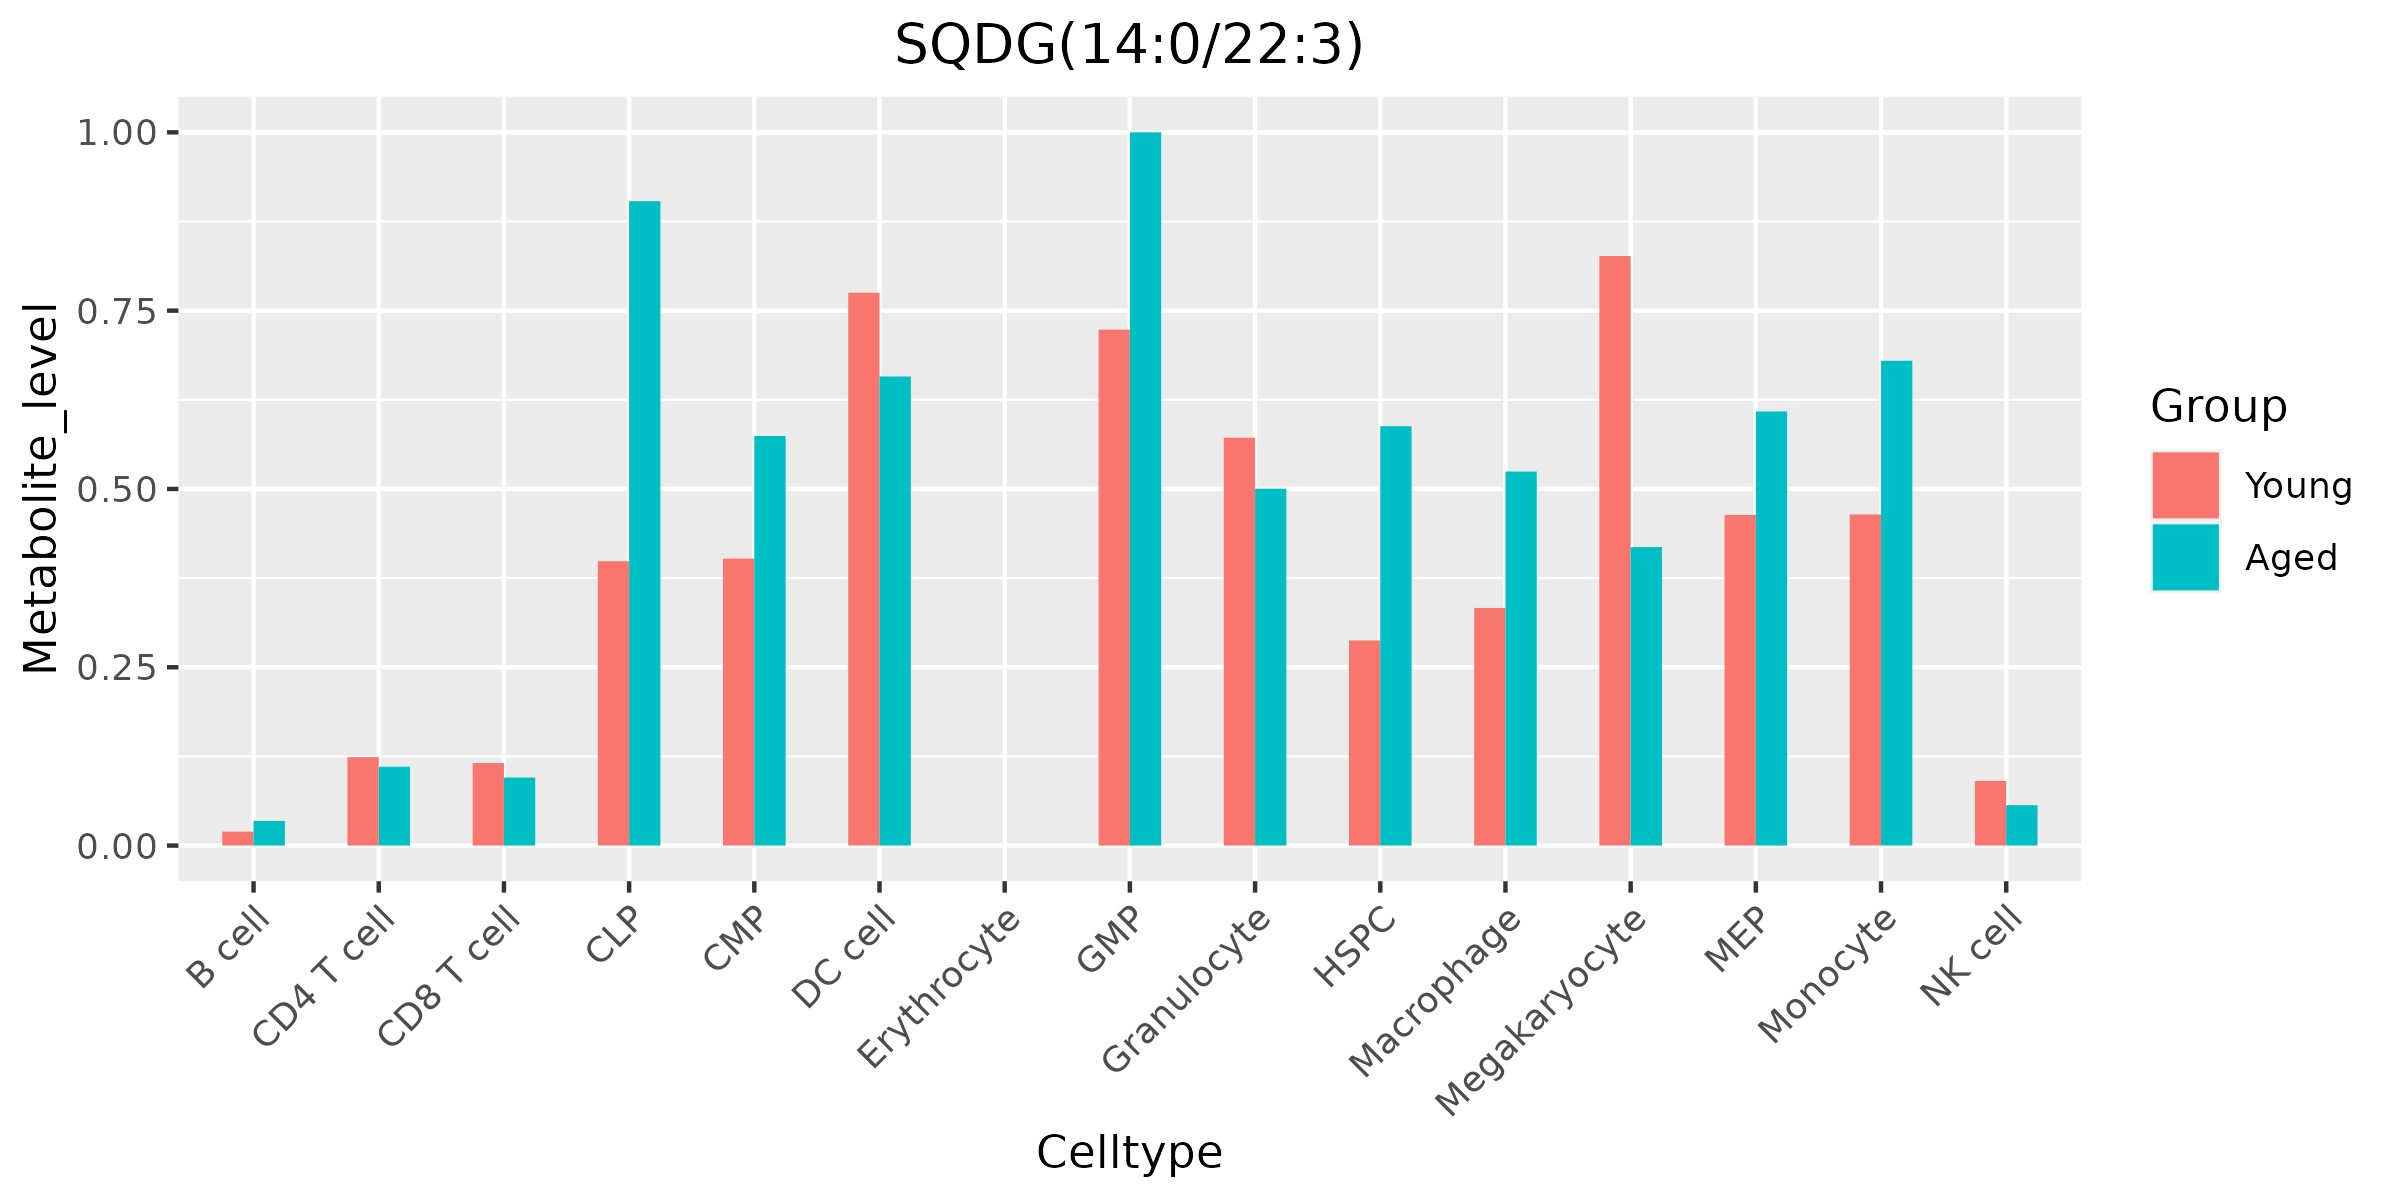 SQDG(14:0/22:3)
Metabolite_level
1.00
0.75
0.50
0.25
0.00
B cell
CD4 T cell
CD8 T cell
CLP
CMP
DC cell
Erythrocyte
GMP
Granulocyte
HSPC
Macrophage
Megakaryocyte
MEP
Monocyte
NK cell
Celltype
Group
Young
Aged